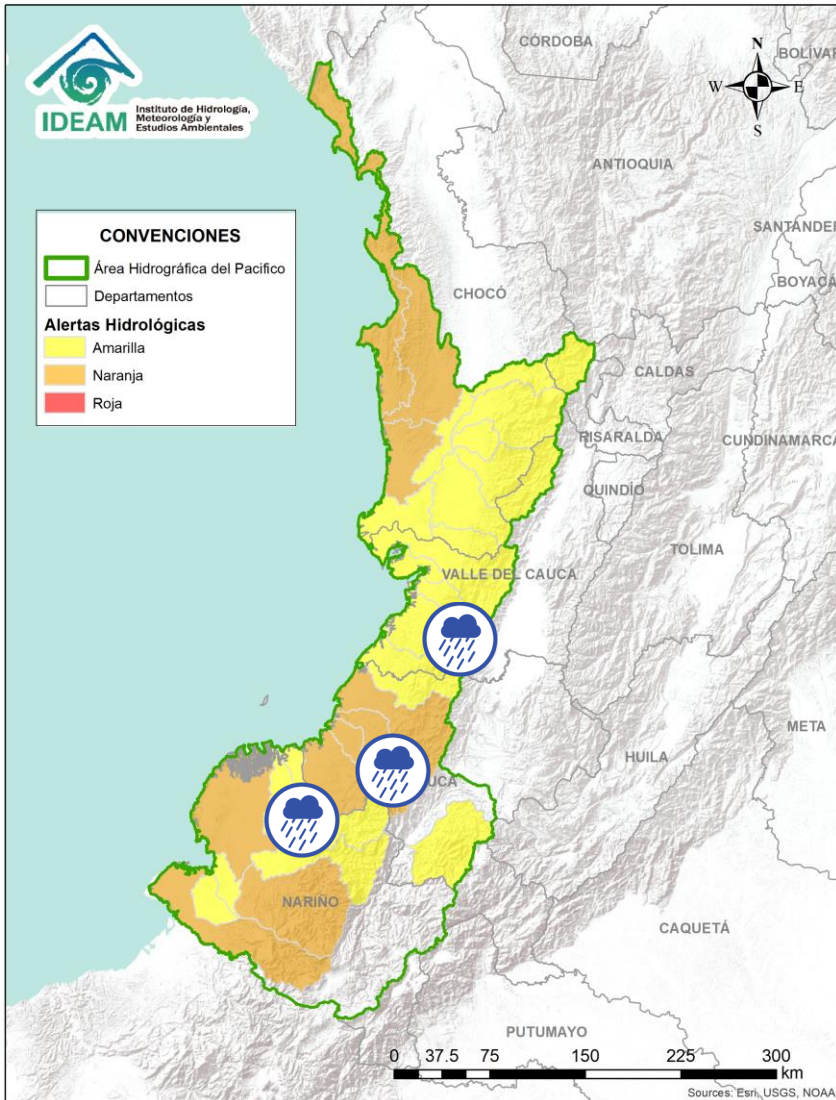 CÓRDOBA
BOLÍVAR
N
W E
S
IDEAM
Instituto de Hidrología,
Meteorología y
Estudios Ambientales
ANTIOQUIA
SANTANDER
CONVENCIONES
Área Hidrográfica del Pacifico
Departamentos
Alertas Hidrológicas
Amarilla
Naranja
Roja
BOYACÁ
CHOCÓ
CALDAS
RISARALDA
CUNDINAMARCA
QUINDÍO
TOLIMA
VALLE DEL CAUCA
META
HUILA
UCA
NARIÑO
CAQUETÁ
PUTUMAYO
0 37.5 75 150 225 300
km
Sources: Esri, USGS, NOAA